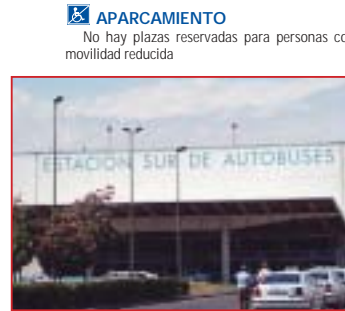 APARCAMIENTO
No hay plazas reservadas para personas co
movilidad reducida
ESTACION SUR DE AUTOBUSES